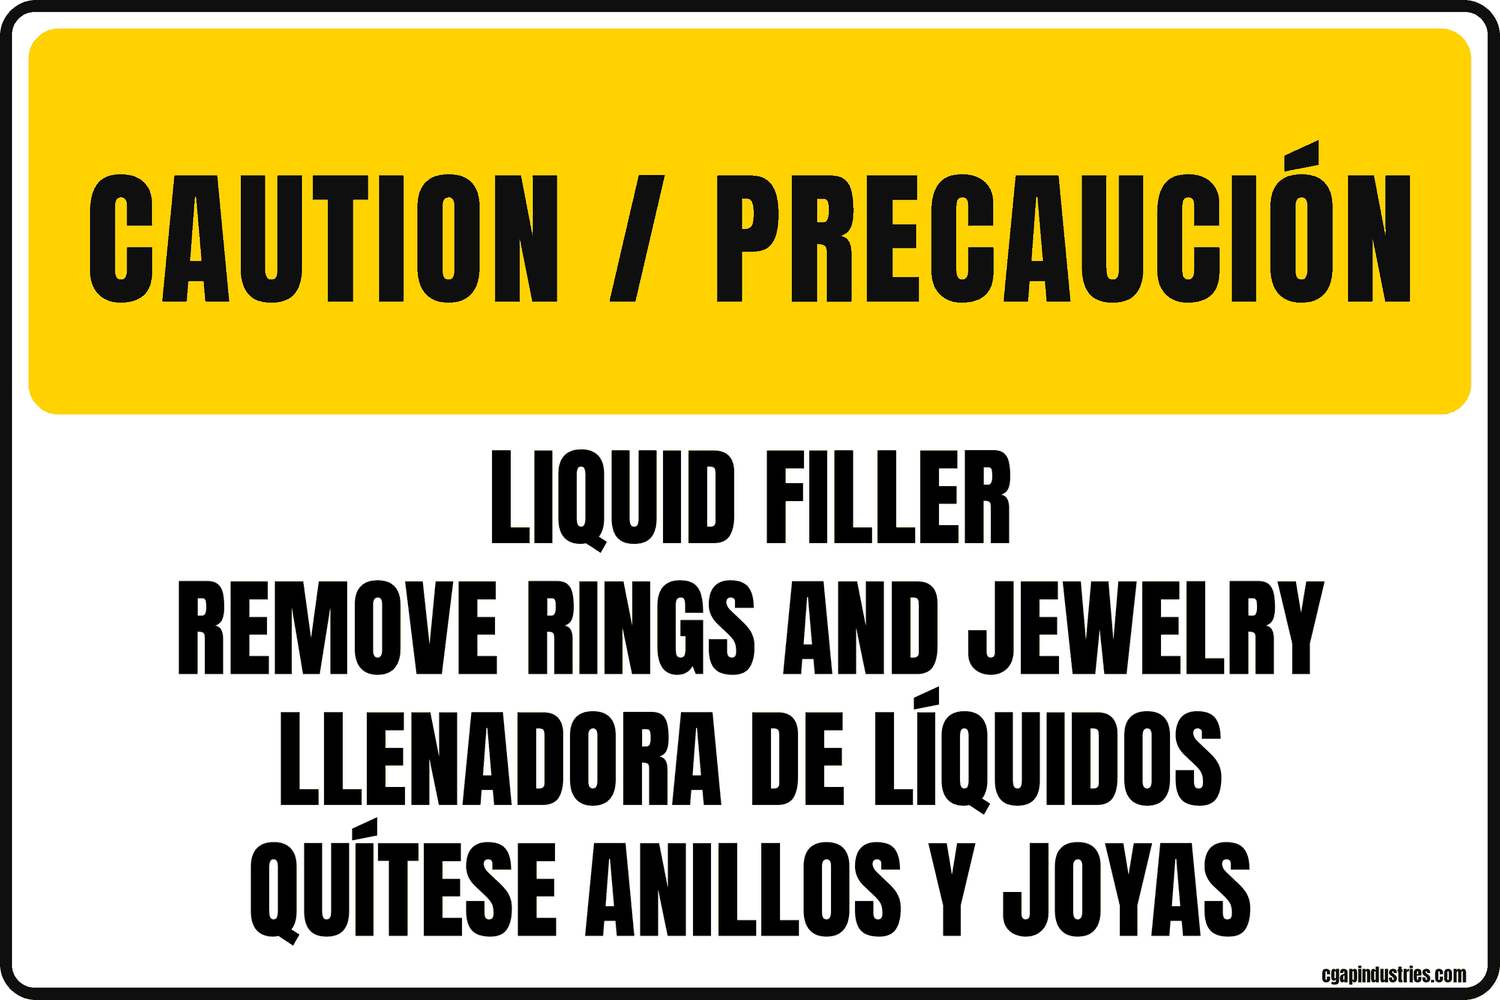 CAUTION / PRECAUCIÓN
LIQUID FILLER
REMOVE RINGS AND JEWELRY
LLENADORA DE LÍQUIDOS
QUÍTESE ANILLOS Y JOYAS
cgapindustries.com